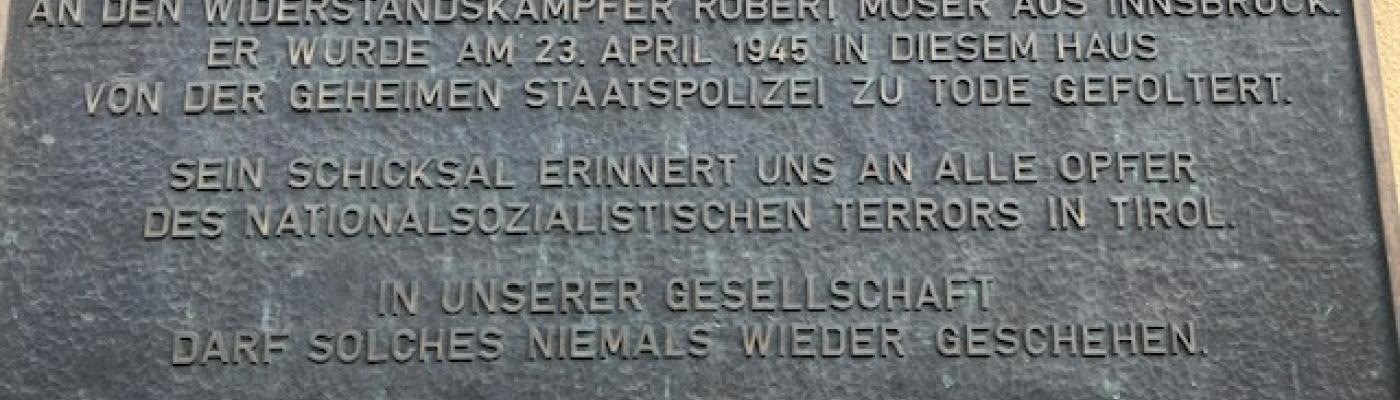 AN DEN WIDERSTANDSKÄMPFER ROBERT MOSER AUS INNSBRUCK.
ER WURDE AM 23. APRIL 1945 IN DIESEM HAUS
VON DER GEHEIMEN STAATSPOLIZEI ZU TODE GEFOLTERT.
SEIN SCHICKSAL ERINNERT UNS AN ALLE OPFER
DES NATIONALSOZIALISTISCHEN TERRORS IN TIROL.
IN UNSERER GESELLSCHAFT
DARF SOLCHES NIEMALS WIEDER GESCHEHEN.